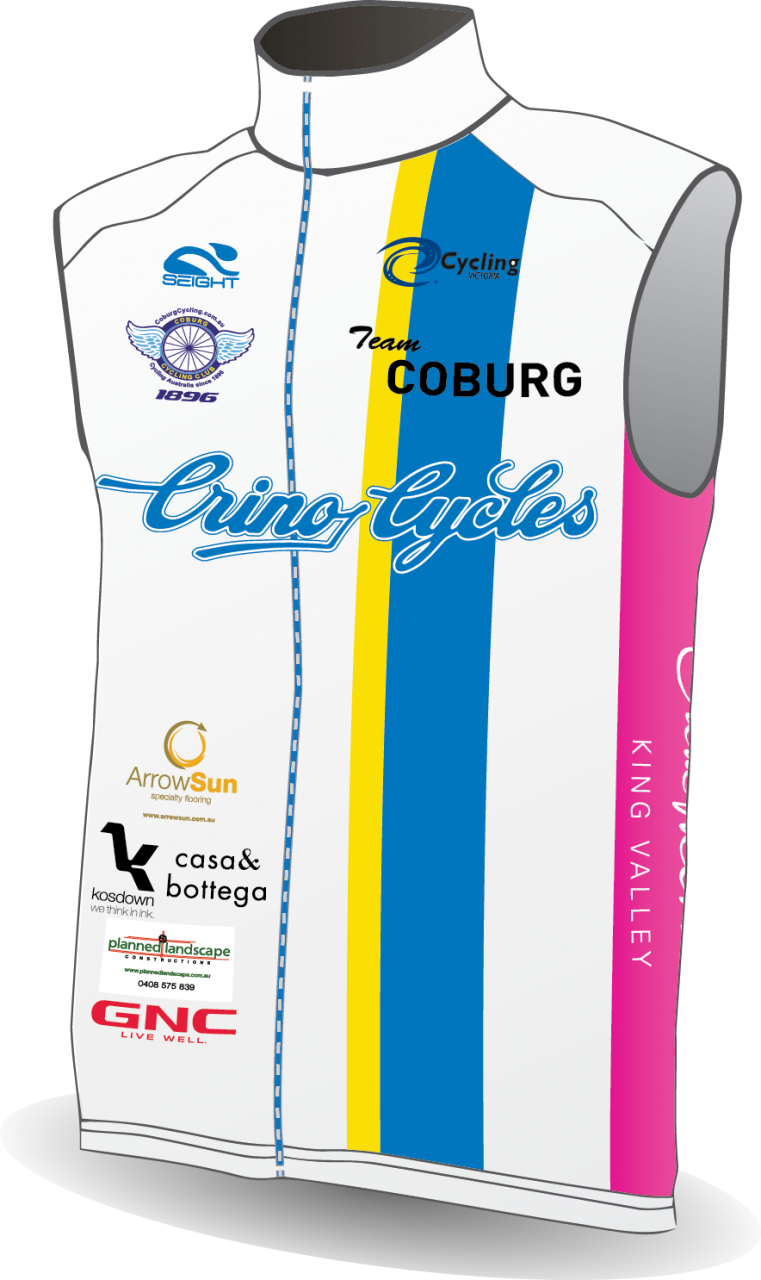 SEIGHT
Cycling
VICTORIA
CoburgCycling.com.au
COBURG
CYCLING CLUB
Cycling Australia since 1896
1896
Team
COBURG
Crino Cycles
ArrowSun
specialty flooring
www.arrowsun.com.au
kosdown
we think in ink.
casa&
bottega
planned landscape
CONSTRUCTIONS
www.plannedlandscape.com.au
0408 575 839
GNC
LIVE WELL.
KING VALLEY